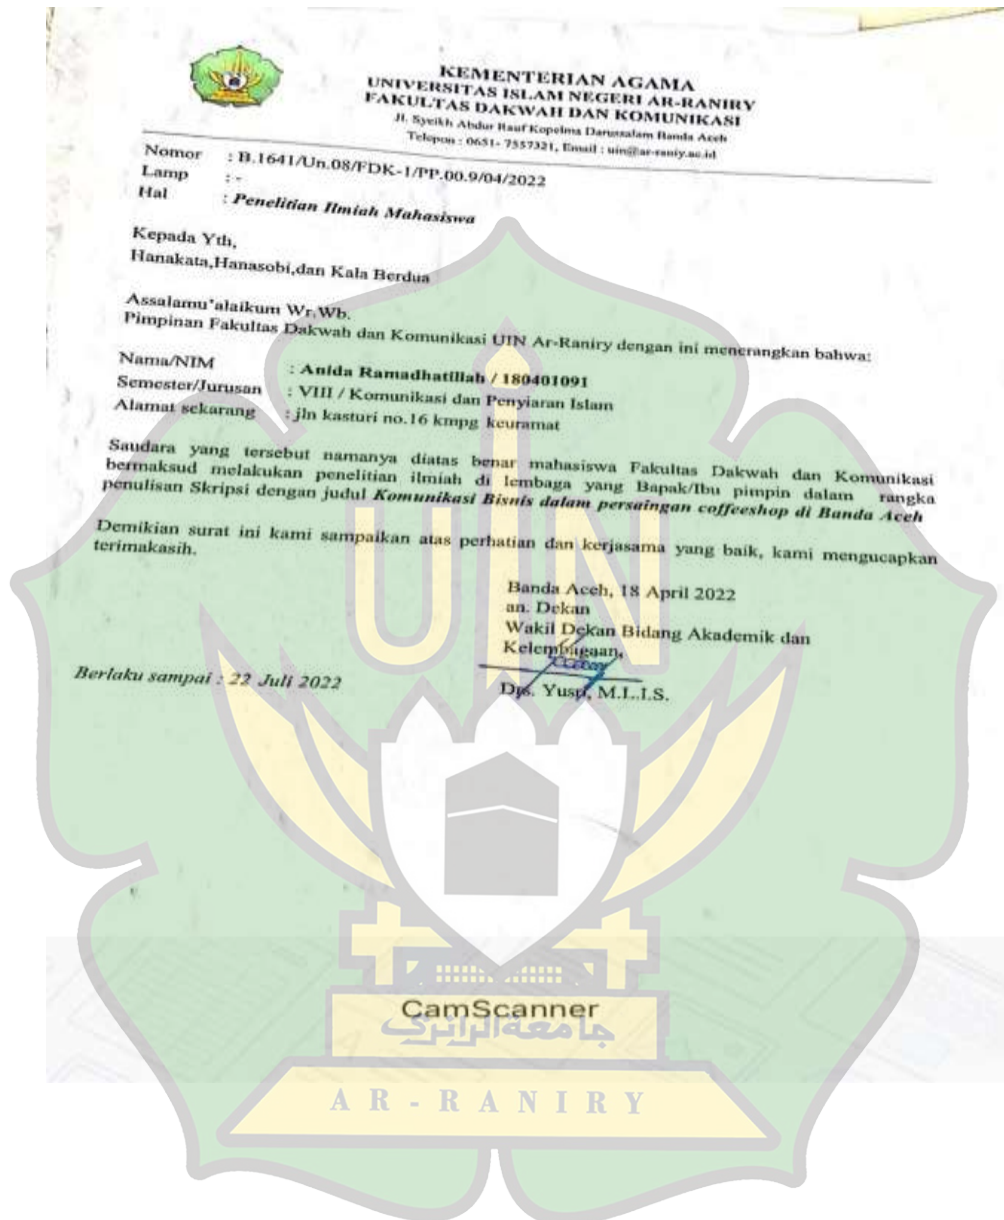 KEMENTERIAN AGAMA
UNIVERSITAS ISLAM NEGERI AR-RANIRY
FAKULTAS DAKWAH DAN KOMUNIKASI
Jl. Syeikh Abdur Rauf Kopelma Darussalam Banda Aceh
Telepon : 0651- 7557321, Email : uin@ar-raniy.ac.id
Nomor : B.1641/Un.08/FDK-1/PP.00.9/04/2022
Lamp : -
Hal : Penelitian Ilmiah Mahasiswa
Kepada Yth,
Hanakata,Hanasobi,dan Kala Berdua
Assalamu'alaikum Wr.Wb.
Pimpinan Fakultas Dakwah dan Komunikasi UIN Ar-Raniry dengan ini menerangkan bahwa:
Nama/NIM : Anida Ramadhatillah / 180401091
Semester/Jurusan : VIII / Komunikasi dan Penyiaran Islam
Alamat sekarang : jln kasturi no.16 kmpg keuramat
Saudara yang tersebut namanya diatas benar mahasiswa Fakultas Dakwah dan Komunikasi
bermaksud melakukan penelitian ilmiah di lembaga yang Bapak/Ibu pimpin dalam rangka
penulisan Skripsi dengan judul Komunikasi Bisnis dalam persaingan coffeeshop di Banda Aceh
Demikian surat ini kami sampaikan atas perhatian dan kerjasama yang baik, kami mengucapkan
terimakasih.
Banda Aceh, 18 April 2022
an. Dekan
Wakil Dekan Bidang Akademik dan
Kelembagaan,
Berlaku sampai : 22 Juli 2022
Drs. Yusri, M.L.I.S.
UIN
CamScanner
جامعة الرانري
AR-RANIRY